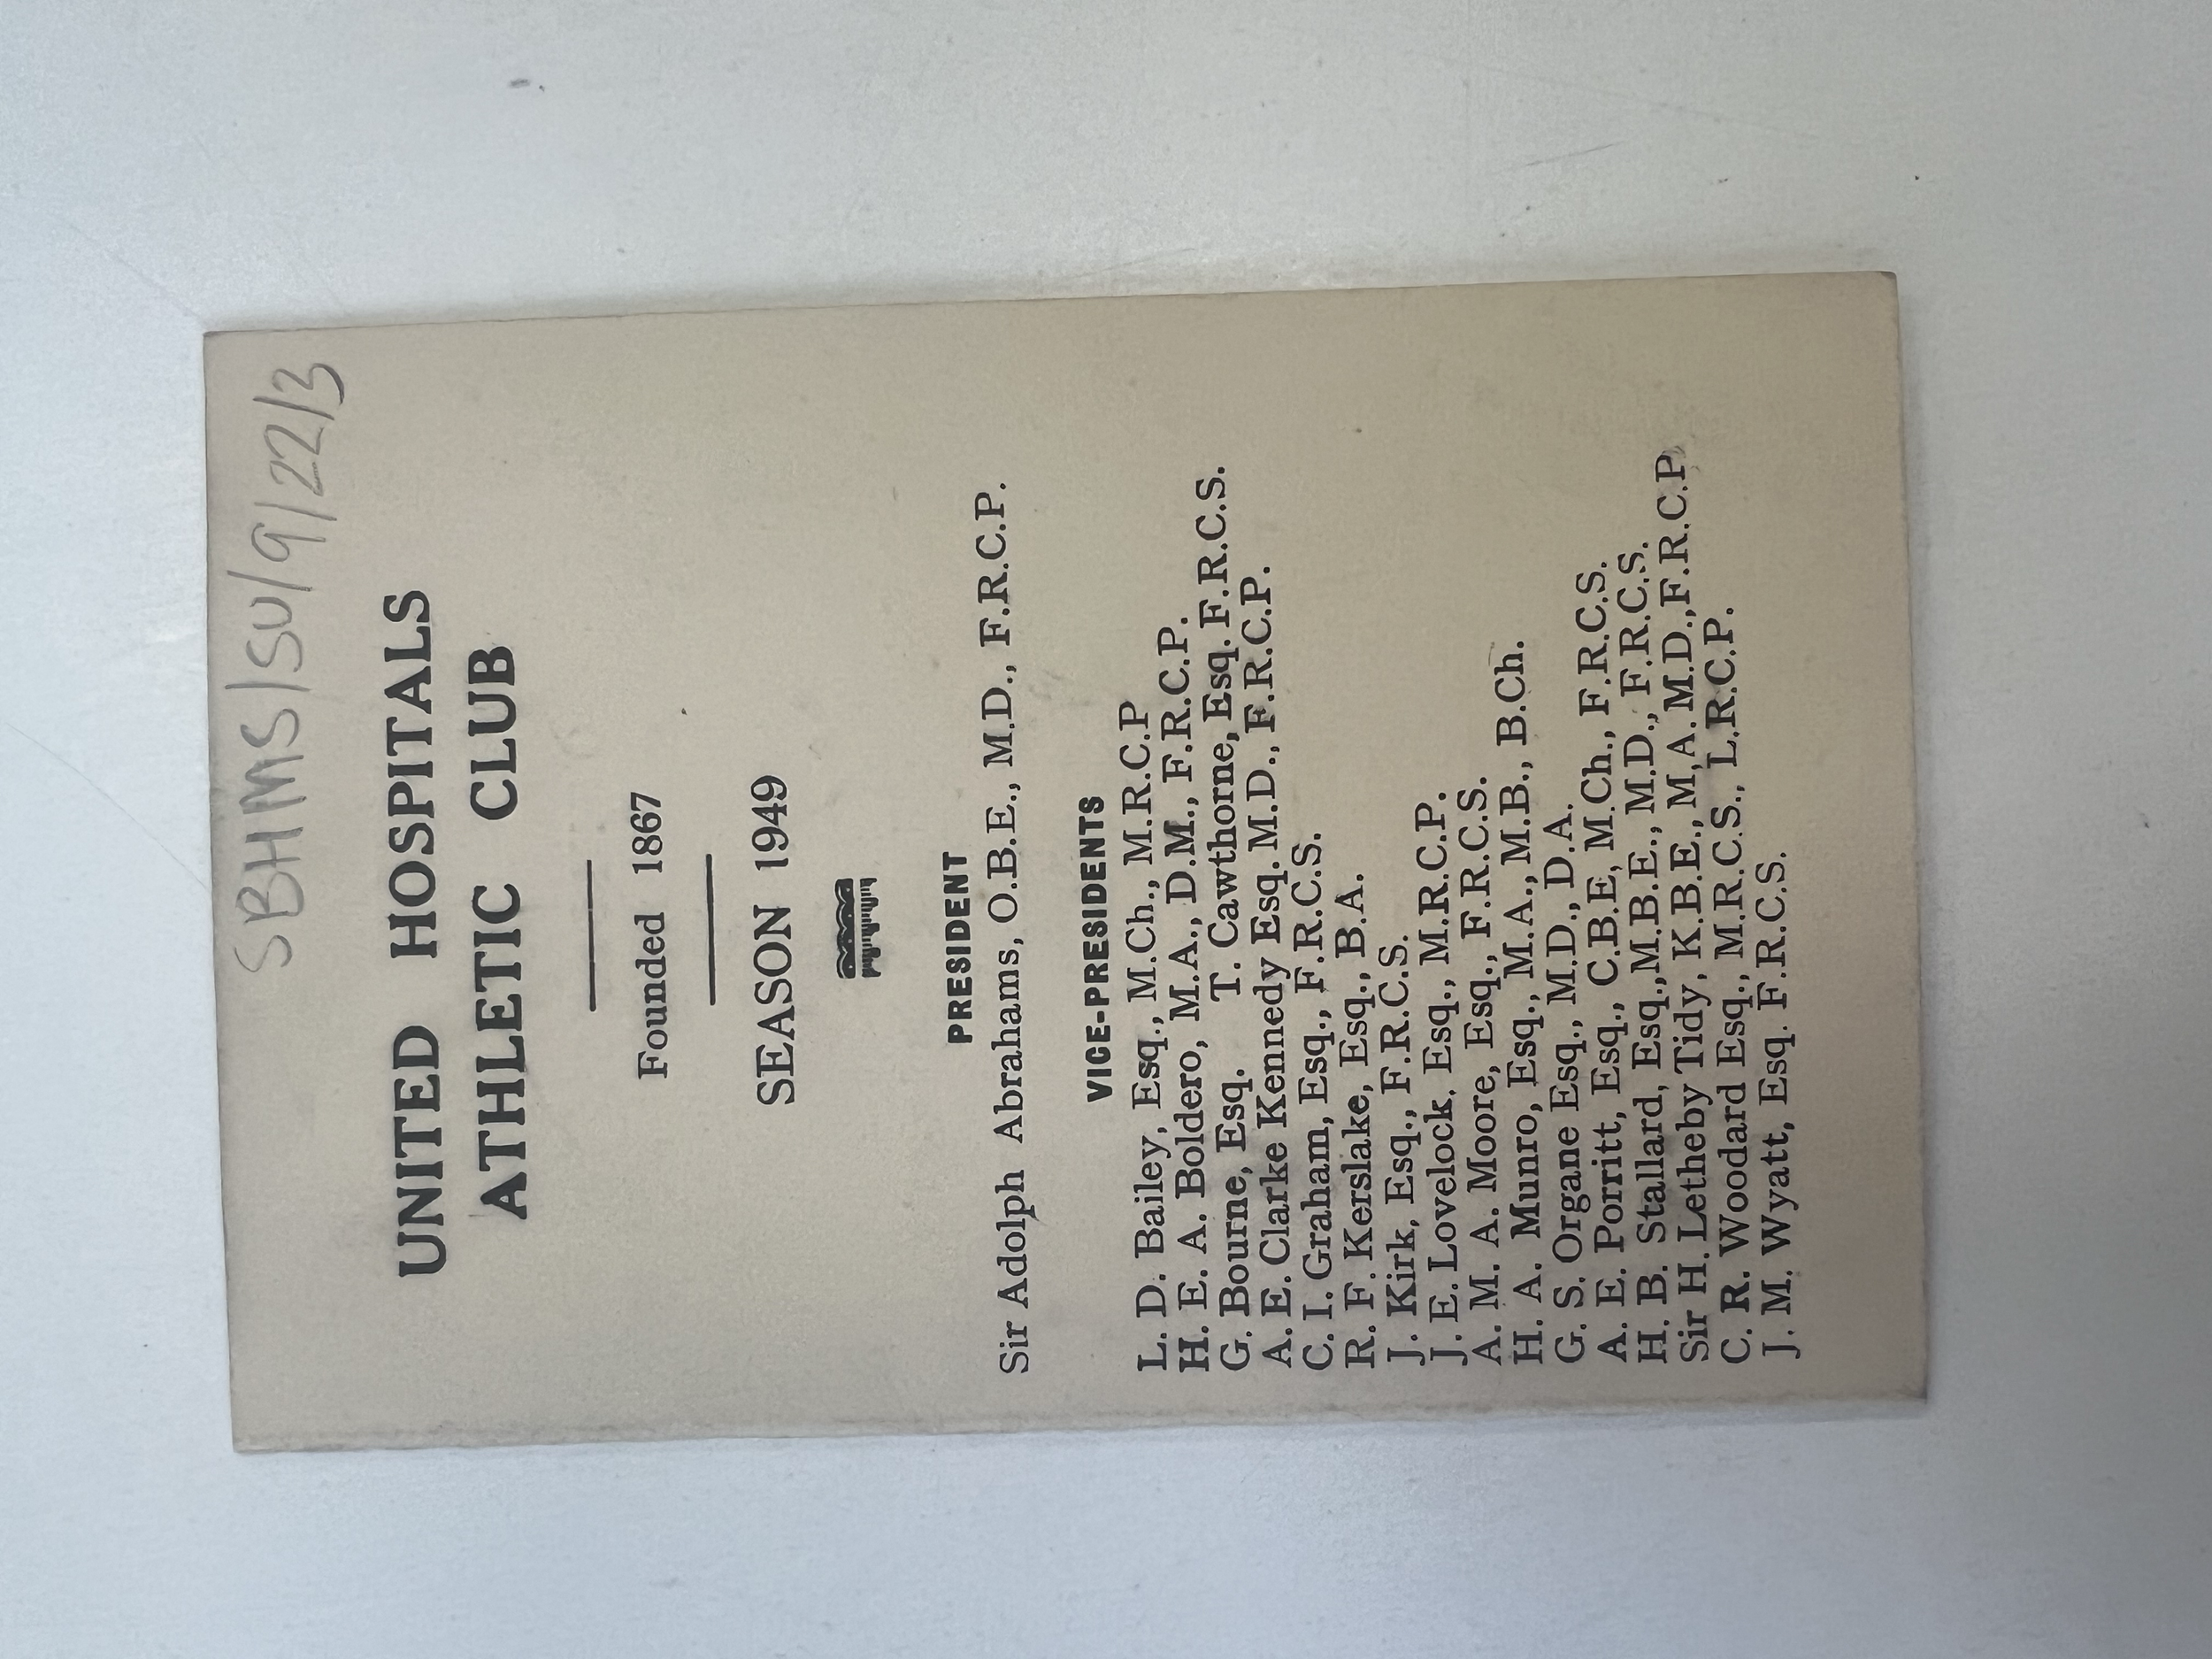 SBHMS/SU/9/22/3
UNITED HOSPITALS
ATHLETIC CLUB
Founded 1867
SEASON 1949
PRESIDENT
Sir Adolph Abrahams, O.B.E., M.D., F.R.C.P.
VICE-PRESIDENTS
L. D. Bailey, Esq., M.Ch., M.R.C.P
H. E. A. Boldero, M.A., D.M., F.R.C.P.
G. Bourne, Esq. T. Cawthorne, Esq. F.R.C.S.
A. E. Clarke Kennedy Esq. M.D., F.R.C.P.
C. I. Graham, Esq., F.R.C.S.
R. F. Kerslake, Esq., B.A.
J. Kirk, Esq., F.R.C.S.
J. E. Lovelock, Esq., M.R.C.P.
A. M. A. Moore, Esq., F.R.C.S.
H. A. Munro, Esq., M.A., M.B., B.Ch.
G. S. Organe Esq., M.D., D.A.
A. E. Porritt, Esq., C.B.E, M.Ch., F.R.C.S.
H. B. Stallard, Esq., M.B.E., M.D., F.R.C.S.
Sir H. Letheby Tidy, K.B.E., M,A.M.D.,F.R.C.P.
C. R. Woodard Esq., M.R.C.S., L.R.C.P.
J. M. Wyatt, Esq. F.R.C.S.